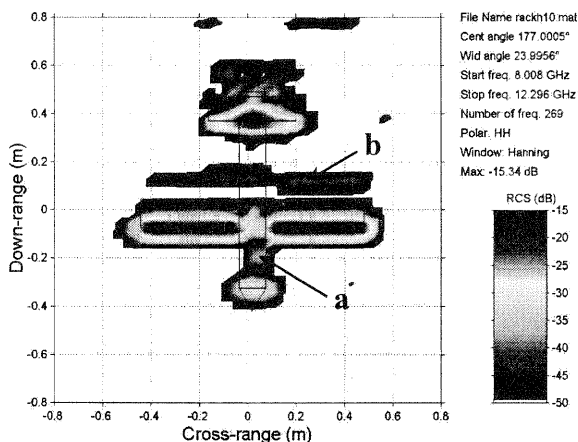 File Name rackh10.mat
Cent angle 177.0005°
Wid angle 23.9956°
Start freq. 8.008 GHz
Stop freq. 12.296 GHz
Number of freq. 269
Polar: HH
Window: Hanning
Max: -15.34 dB
RCS (dB)
-15
-20
-25
-30
-35
-40
-45
-50
Down-range (m)
0.8
0.6
0.4
0.2
0
-0.2
-0.4
-0.6
0.8
b
a
-0.8 -0.6 -0.4 -0.2 0 0.2 0.4 0.6 0.8
Cross-range (m)